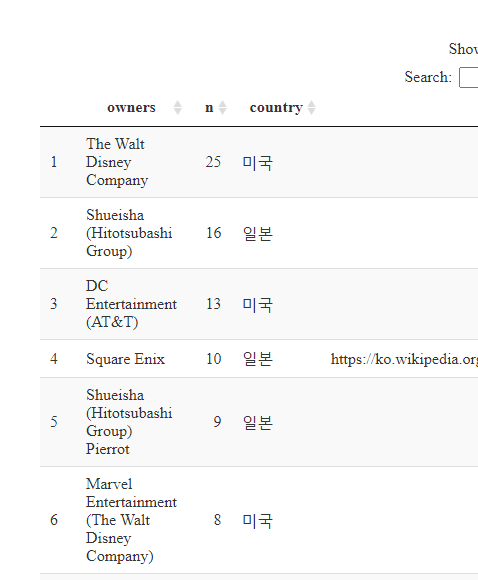 Show
Search:
owners n country
1 The Walt Disney Company 25 미국
2 Shueisha (Hitotsubashi Group) 16 일본
3 DC Entertainment (AT&T) 13 미국
4 Square Enix 10 일본 https://ko.wikipedia.org
5 Shueisha (Hitotsubashi Group) Pierrot 9 일본
6 Marvel Entertainment (The Walt Disney Company) 8 미국